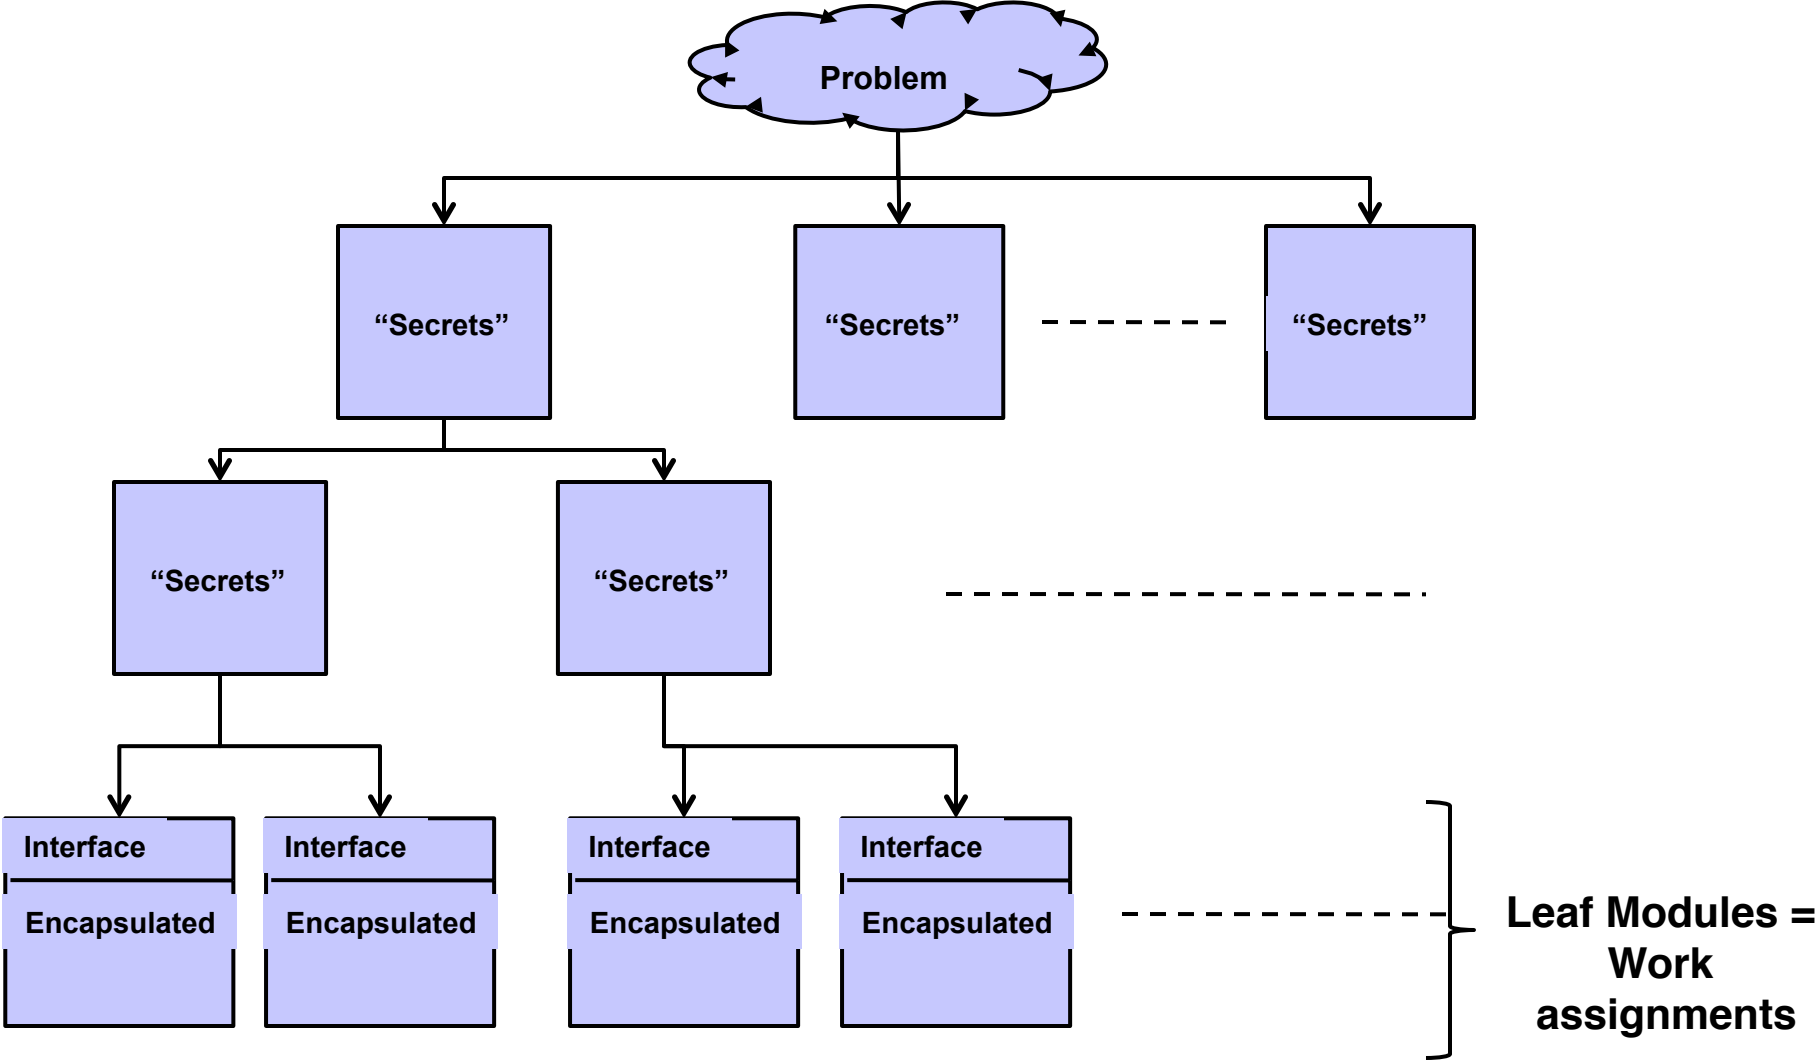 Problem
“Secrets”
“Secrets”
“Secrets”
“Secrets”
“Secrets”
Interface
Interface
Interface
Interface
Encapsulated
Encapsulated
Encapsulated
Encapsulated
Leaf Modules =
Work
assignments